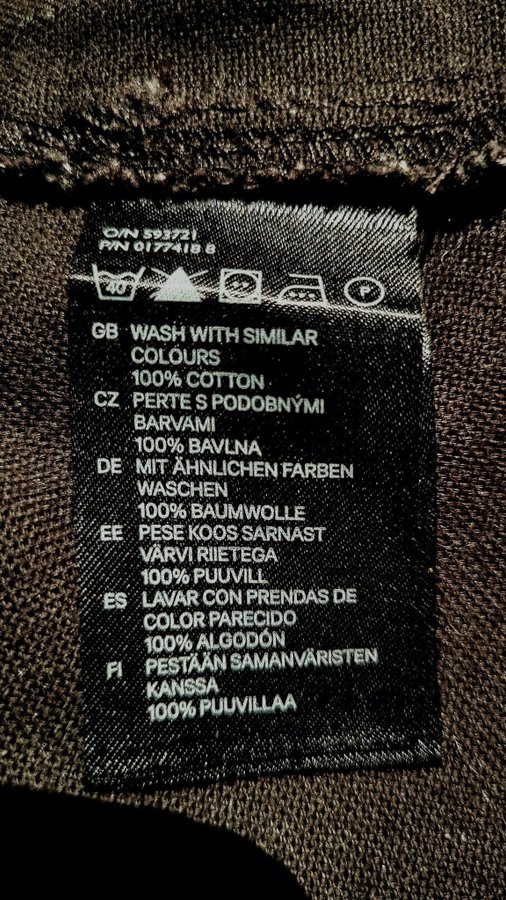 O/N 593721
P/N 0177418 8
40 P
GB WASH WITH SIMILAR
COLOURS
100% COTTON
CZ PERTE S PODOBNÝMI
BARVAMI
100% BAVLNA
DE MIT ÄHNLICHEN FARBEN
WASCHEN
100% BAUMWOLLE
EE PESE KOOS SARNAST
VÄRVI RIIETEGA
100% PUUVILL
ES LAVAR CON PRENDAS DE
COLOR PARECIDO
100% ALGODÓN
FI PESTÄÄN SAMANVÄRISTEN
KANSSA
100% PUUVILLAA